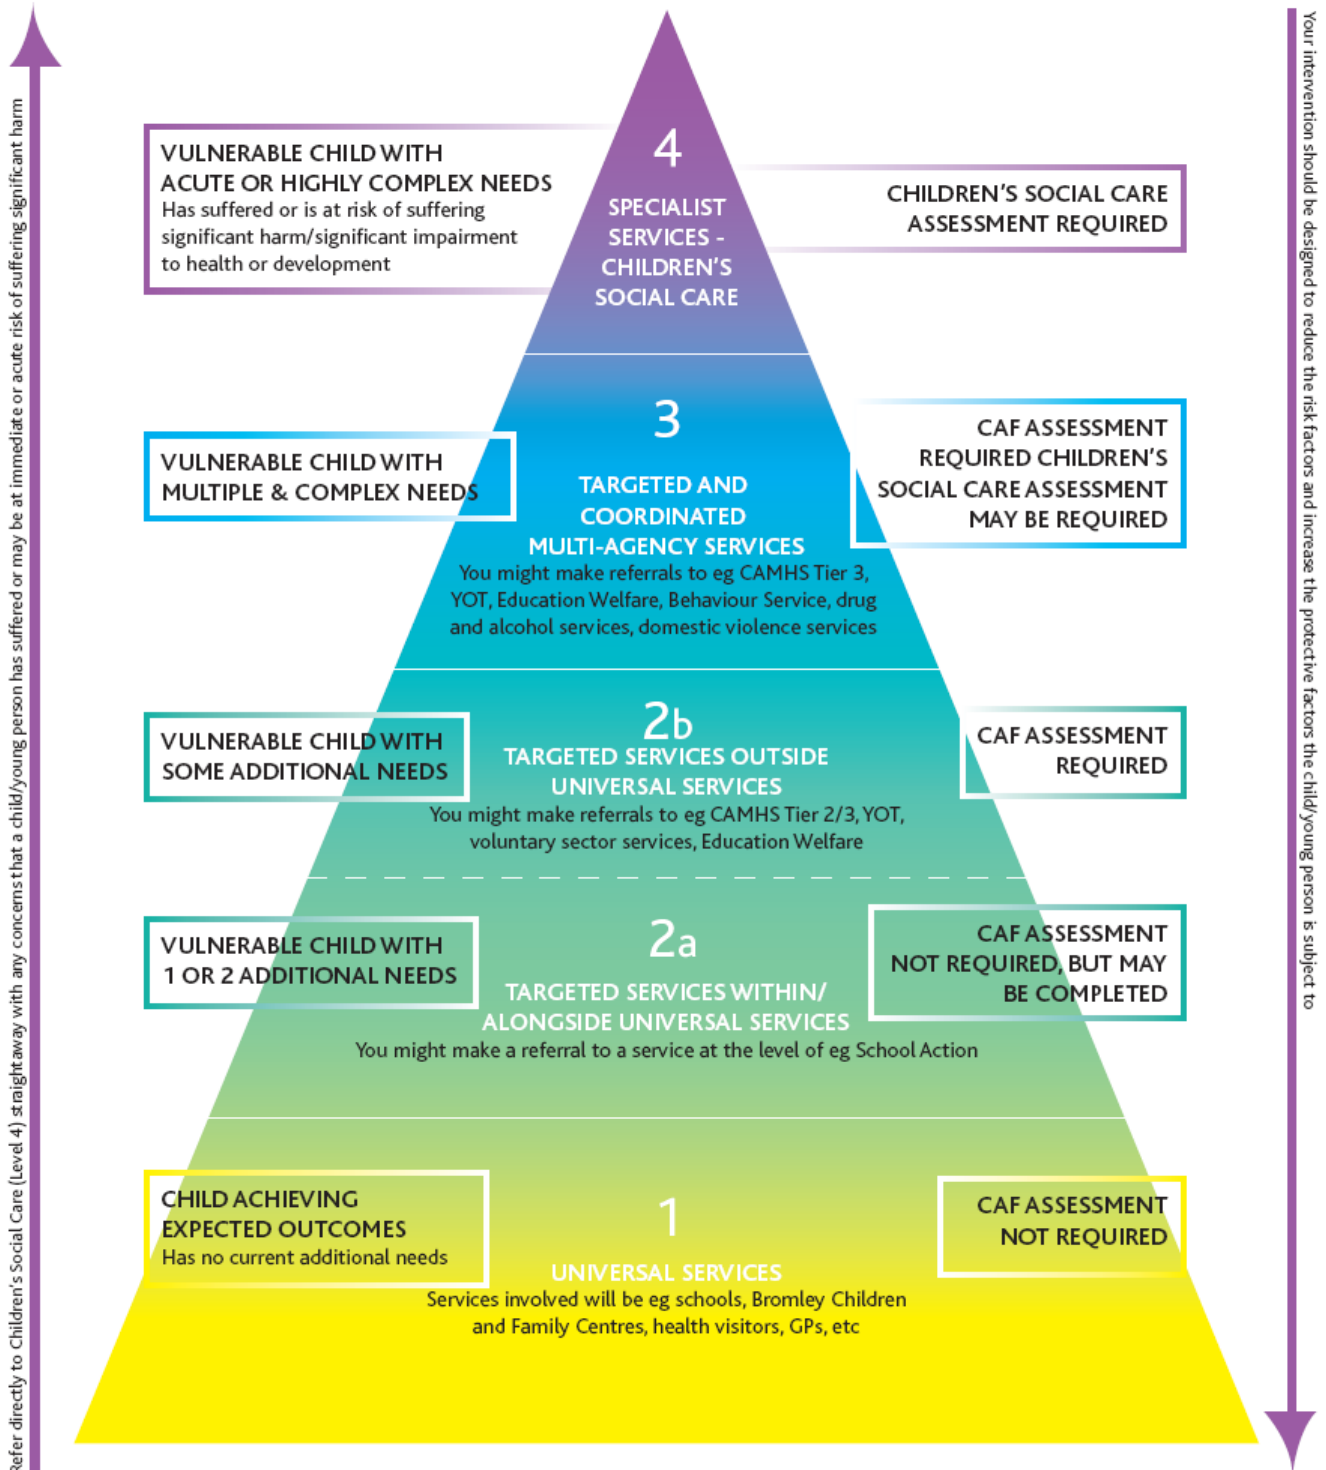 Refer directly to Children's Social Care (Level 4) straightaway with any concerns that a child/young person has suffered or may be at immediate or acute risk of suffering significant harm
VULNERABLE CHILD WITH
ACUTE OR HIGHLY COMPLEX NEEDS
Has suffered or is at risk of suffering
significant harm/significant impairment
to health or development
4
SPECIALIST
SERVICES -
CHILDREN'S
SOCIAL CARE
CHILDREN'S SOCIAL CARE
ASSESSMENT REQUIRED
VULNERABLE CHILD WITH
MULTIPLE & COMPLEX NEEDS
3
TARGETED AND
COORDINATED
MULTI-AGENCY SERVICES
You might make referrals to eg CAMHS Tier 3,
YOT, Education Welfare, Behaviour Service, drug
and alcohol services, domestic violence services
CAF ASSESSMENT
REQUIRED CHILDREN'S
SOCIAL CARE ASSESSMENT
MAY BE REQUIRED
VULNERABLE CHILD WITH
SOME ADDITIONAL NEEDS
2b
TARGETED SERVICES OUTSIDE
UNIVERSAL SERVICES
You might make referrals to eg CAMHS Tier 2/3, YOT,
voluntary sector services, Education Welfare
CAF ASSESSMENT
REQUIRED
VULNERABLE CHILD WITH
1 OR 2 ADDITIONAL NEEDS
2a
TARGETED SERVICES WITHIN/
ALONGSIDE UNIVERSAL SERVICES
You might make a referral to a service at the level of eg School Action
CAF ASSESSMENT
NOT REQUIRED, BUT MAY
BE COMPLETED
CHILD ACHIEVING
EXPECTED OUTCOMES
Has no current additional needs
1
UNIVERSAL SERVICES
Services involved will be eg schools, Bromley Children
and Family Centres, health visitors, GPs, etc
CAF ASSESSMENT
NOT REQUIRED
Your intervention should be designed to reduce the risk factors and increase the protective factors the child/young person is subject to